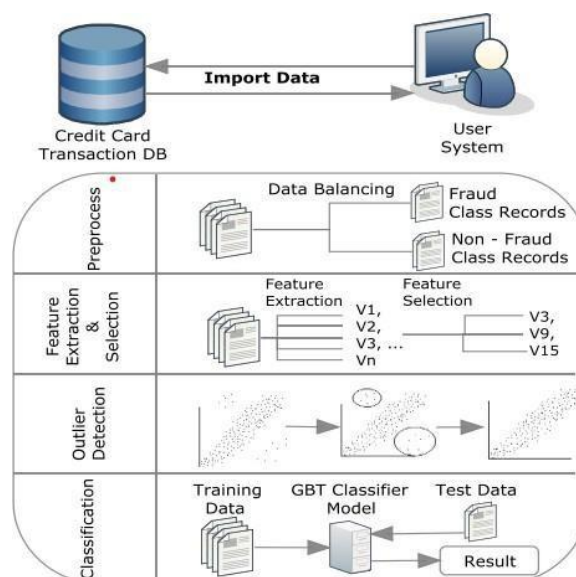 Import Data
Credit Card
Transaction DB
User
System
Preprocess
Data Balancing
Fraud
Class Records
Non - Fraud
Class Records
Feature
Extraction
&
Selection
Feature
Extraction
V1,
V2,
V3, ...
Vn
Feature
Selection
V3,
V9,
V15
Outlier
Detection
Classification
Training
Data
GBT Classifier
Model
Test Data
Result